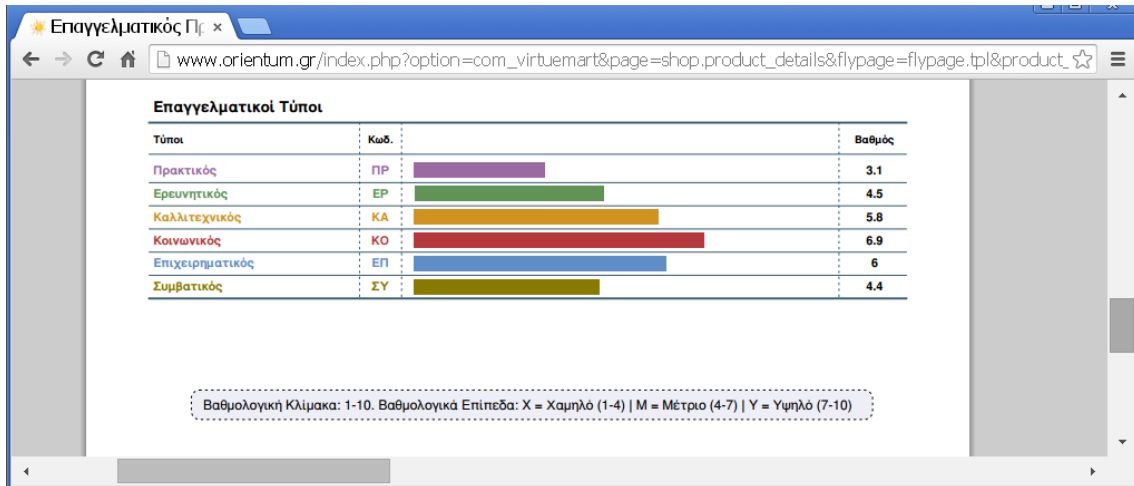 Επαγγελματικός Πρ
www.orientum.gr/index.php?option=com_virtuemart&page=shop.product_details&flypage=flypage.tpl&product_
Επαγγελματικοί Τύποι
Τύποι Κωδ. Βαθμός
Πρακτικός ΠΡ 3.1
Ερευνητικός ΕΡ 4.5
Καλλιτεχνικός ΚΑ 5.8
Κοινωνικός ΚΟ 6.9
Επιχειρηματικός ΕΠ 6
Συμβατικός ΣΥ 4.4
Βαθμολογική Κλίμακα: 1-10. Βαθμολογικά Επίπεδα: Χ = Χαμηλό (1-4) | Μ = Μέτριο (4-7) | Υ = Υψηλό (7-10)